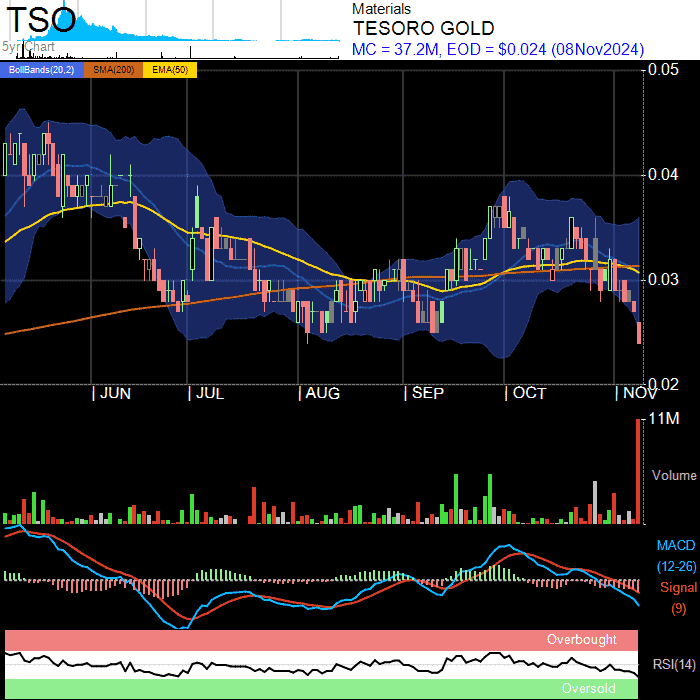 TSO
5yr Chart
Materials
TESORO GOLD
MC = 37.2M, EOD = $0.024 (08Nov2024)
BollBands(20,2) SMA(200) EMA(50)
0.05
0.04
0.03
0.02
| JUN | JUL | AUG | SEP | OCT | NOV
11M
Volume
MACD
(12-26)
Signal
(9)
Overbought
RSI(14)
Oversold